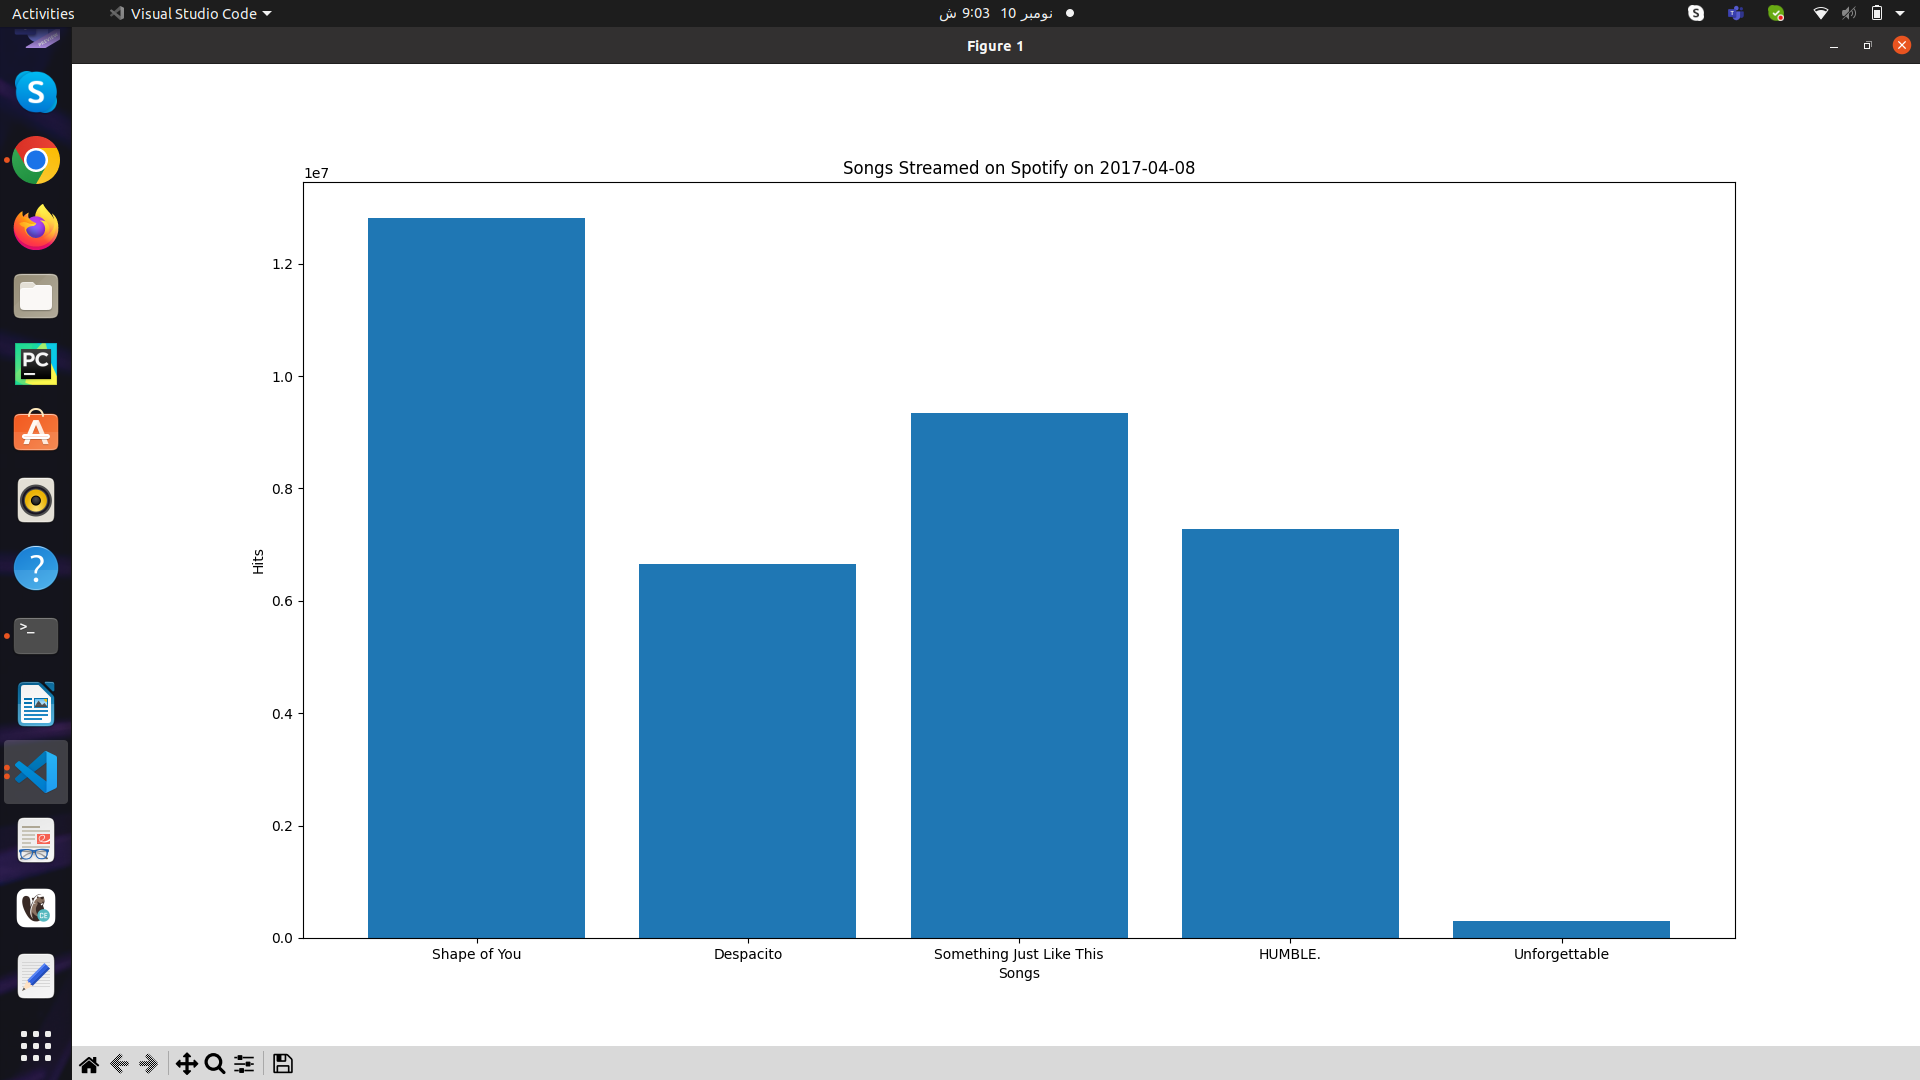 Activities
Visual Studio Code
نومبر 10  9:03 ش
Figure 1
Songs Streamed on Spotify on 2017-04-08
1e7
1.2
1.0
0.8
0.6
0.4
0.2
0.0
Hits
Shape of You
Despacito
Something Just Like This
HUMBLE.
Unforgettable
Songs
S
PC
>_
CE